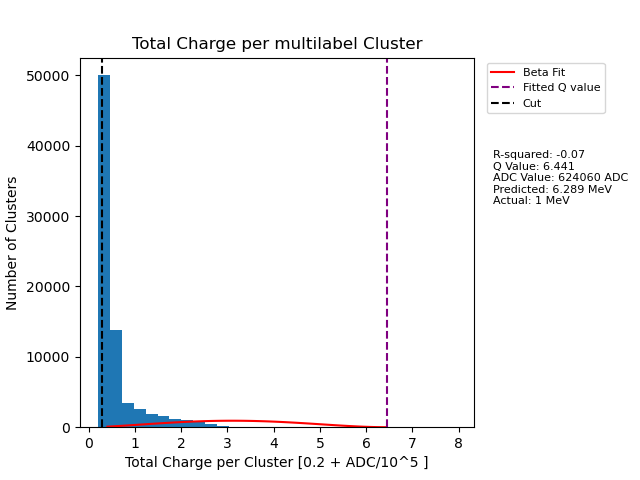 Total Charge per multilabel Cluster
Number of Clusters
50000
40000
30000
20000
10000
0
0 1 2 3 4 5 6 7 8
Total Charge per Cluster [0.2 + ADC/10^5 ]
Beta Fit
Fitted Q value
Cut
R-squared: -0.07
Q Value: 6.441
ADC Value: 624060 ADC
Predicted: 6.289 MeV
Actual: 1 MeV